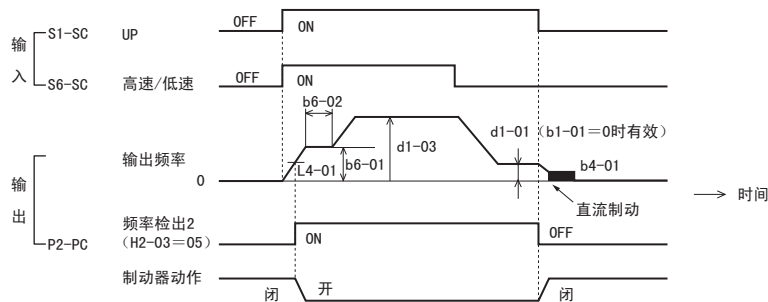 输入
S1-SC UP OFF ON
S6-SC 高速/低速 OFF ON
b6-02
d1-01 (b1-01=0时有效)
输出频率 L4-01 b6-01 d1-03 b4-01
0
直流制动
时间
输出
频率检出2
P2-PC (H2-03=05) ON OFF
制动器动作
闭 开 闭